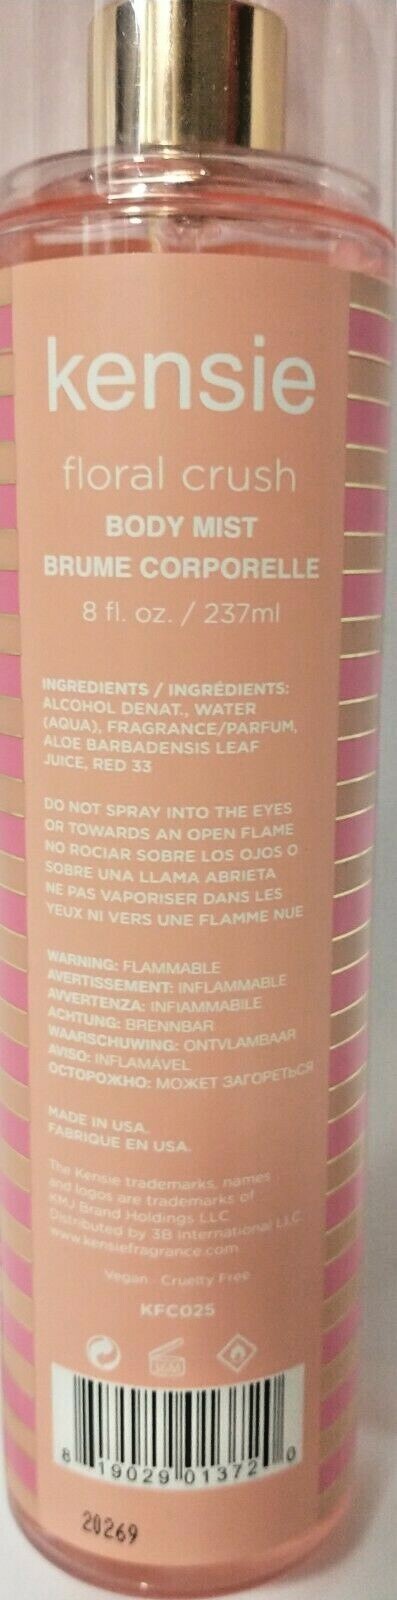 kensie
floral crush
BODY MIST
BRUME CORPORELLE
8 fl. oz. / 237ml
INGREDIENTS / INGRÉDIENTS:
ALCOHOL DENAT., WATER
(AQUA), FRAGRANCE/PARFUM,
ALOE BARBADENSIS LEAF
JUICE, RED 33
DO NOT SPRAY INTO THE EYES
OR TOWARDS AN OPEN FLAME
NO ROCIAR SOBRE LOS OJOS O
SOBRE UNA LLAMA ABRIETA
NE PAS VAPORISER DANS LES
YEUX NI VERS UNE FLAMME NUE
WARNING: FLAMMABLE
AVERTISSEMENT: INFLAMMABLE
AVVERTENZA: INFIAMMABILE
ACHTUNG: BRENNBAR
WAARSCHUWING: ONTVLAMBAAR
AVISO: INFLAMÁVEL
ОСТОРОЖНО: МОЖЕТ ЗАГОРЕТЬСЯ
MADE IN USA.
FABRIQUE EN USA.
The Kensie trademarks, names
and logos are trademarks of
KMJ Brand Holdings LLC
Distributed by 3B International LLC
www.kensiefragrance.com
Vegan · Cruelty Free
KFC025
8 19029 01372 0
20269